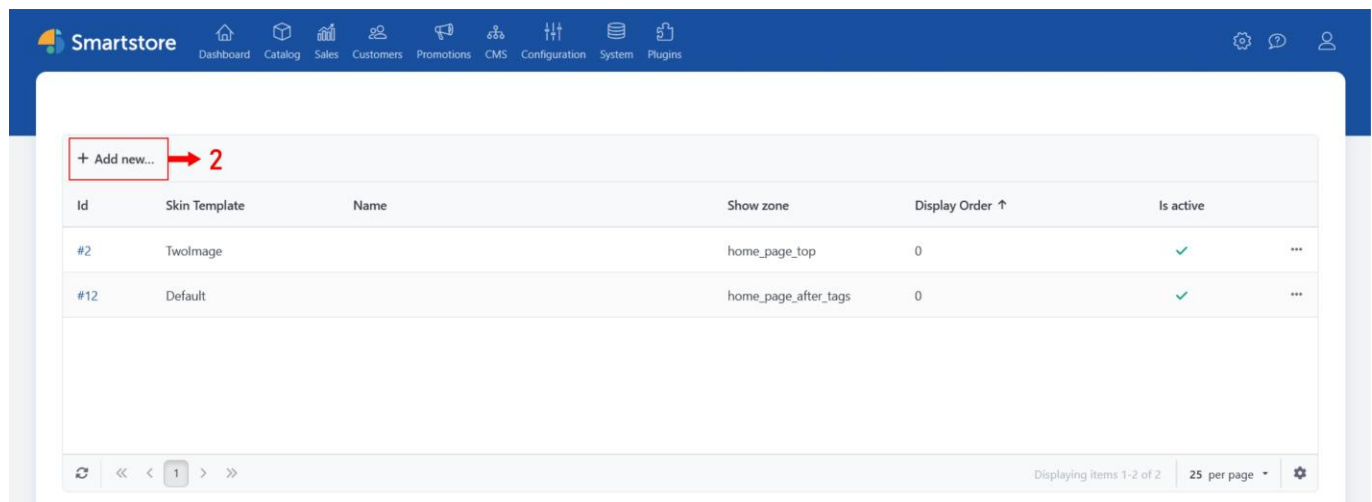 Smartstore
Dashboard Catalog Sales Customers Promotions CMS Configuration System Plugins
+ Add new... 2
Id Skin Template Name Show zone Display Order ↑ Is active
#2 TwoImage home_page_top 0
#12 Default home_page_after_tags 0
1 Displaying items 1-2 of 2 25 per page